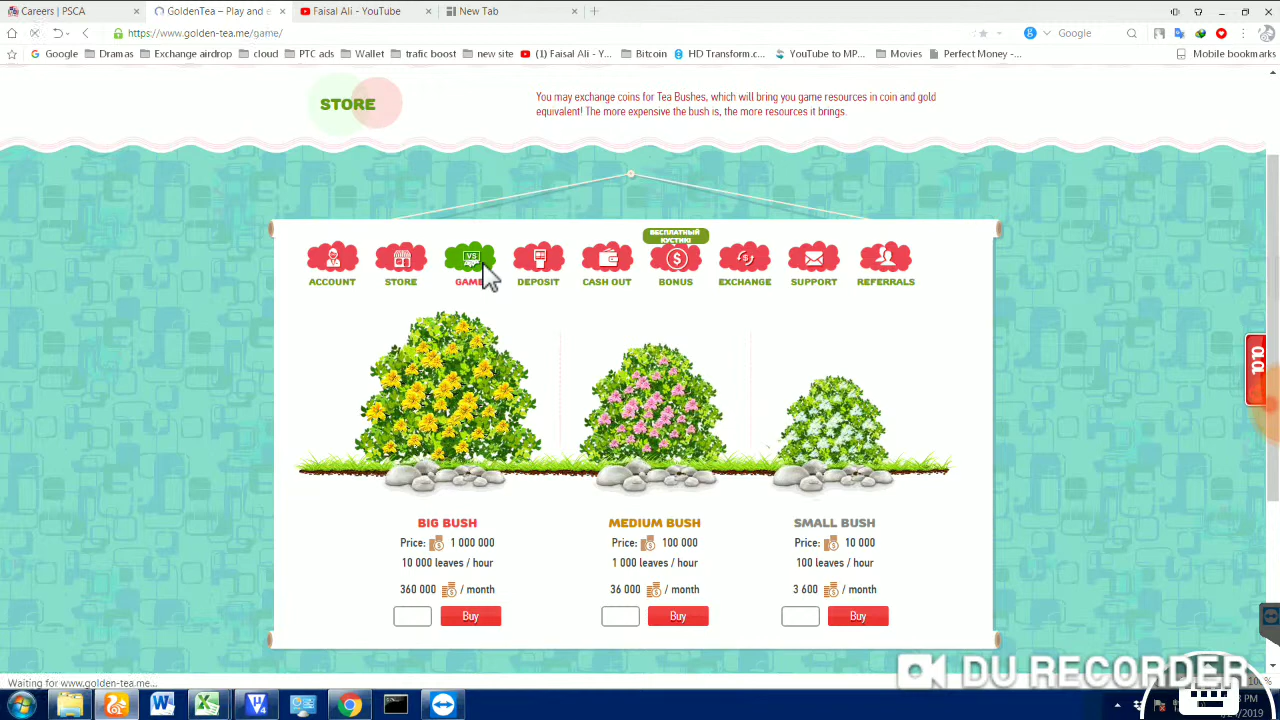 Careers | PSCA
GoldenTea – Play and e
Faisal Ali - YouTube
New Tab
https://www.golden-tea.me/game/
Google
Google
Dramas
Exchange airdrop
cloud
PTC ads
Wallet
trafic boost
new site
(1) Faisal Ali - Y...
Bitcoin
HD Transform.c...
YouTube to MP...
Movies
Perfect Money -...
Mobile bookmarks
STORE
You may exchange coins for Tea Bushes, which will bring you game resources in coin and gold
equivalent! The more expensive the bush is, the more resources it brings.
БЕСПЛАТНЫЙ
КУСТИК!
VS
ACCOUNT
STORE
GAME
DEPOSIT
CASH OUT
BONUS
EXCHANGE
SUPPORT
REFERRALS
BIG BUSH
Price: 1 000 000
10 000 leaves / hour
360 000 / month
Buy
MEDIUM BUSH
Price: 100 000
1 000 leaves / hour
36 000 / month
Buy
SMALL BUSH
Price: 10 000
100 leaves / hour
3 600 / month
Buy
10:10
Waiting for www.golden-tea.me...
DU RECORDER